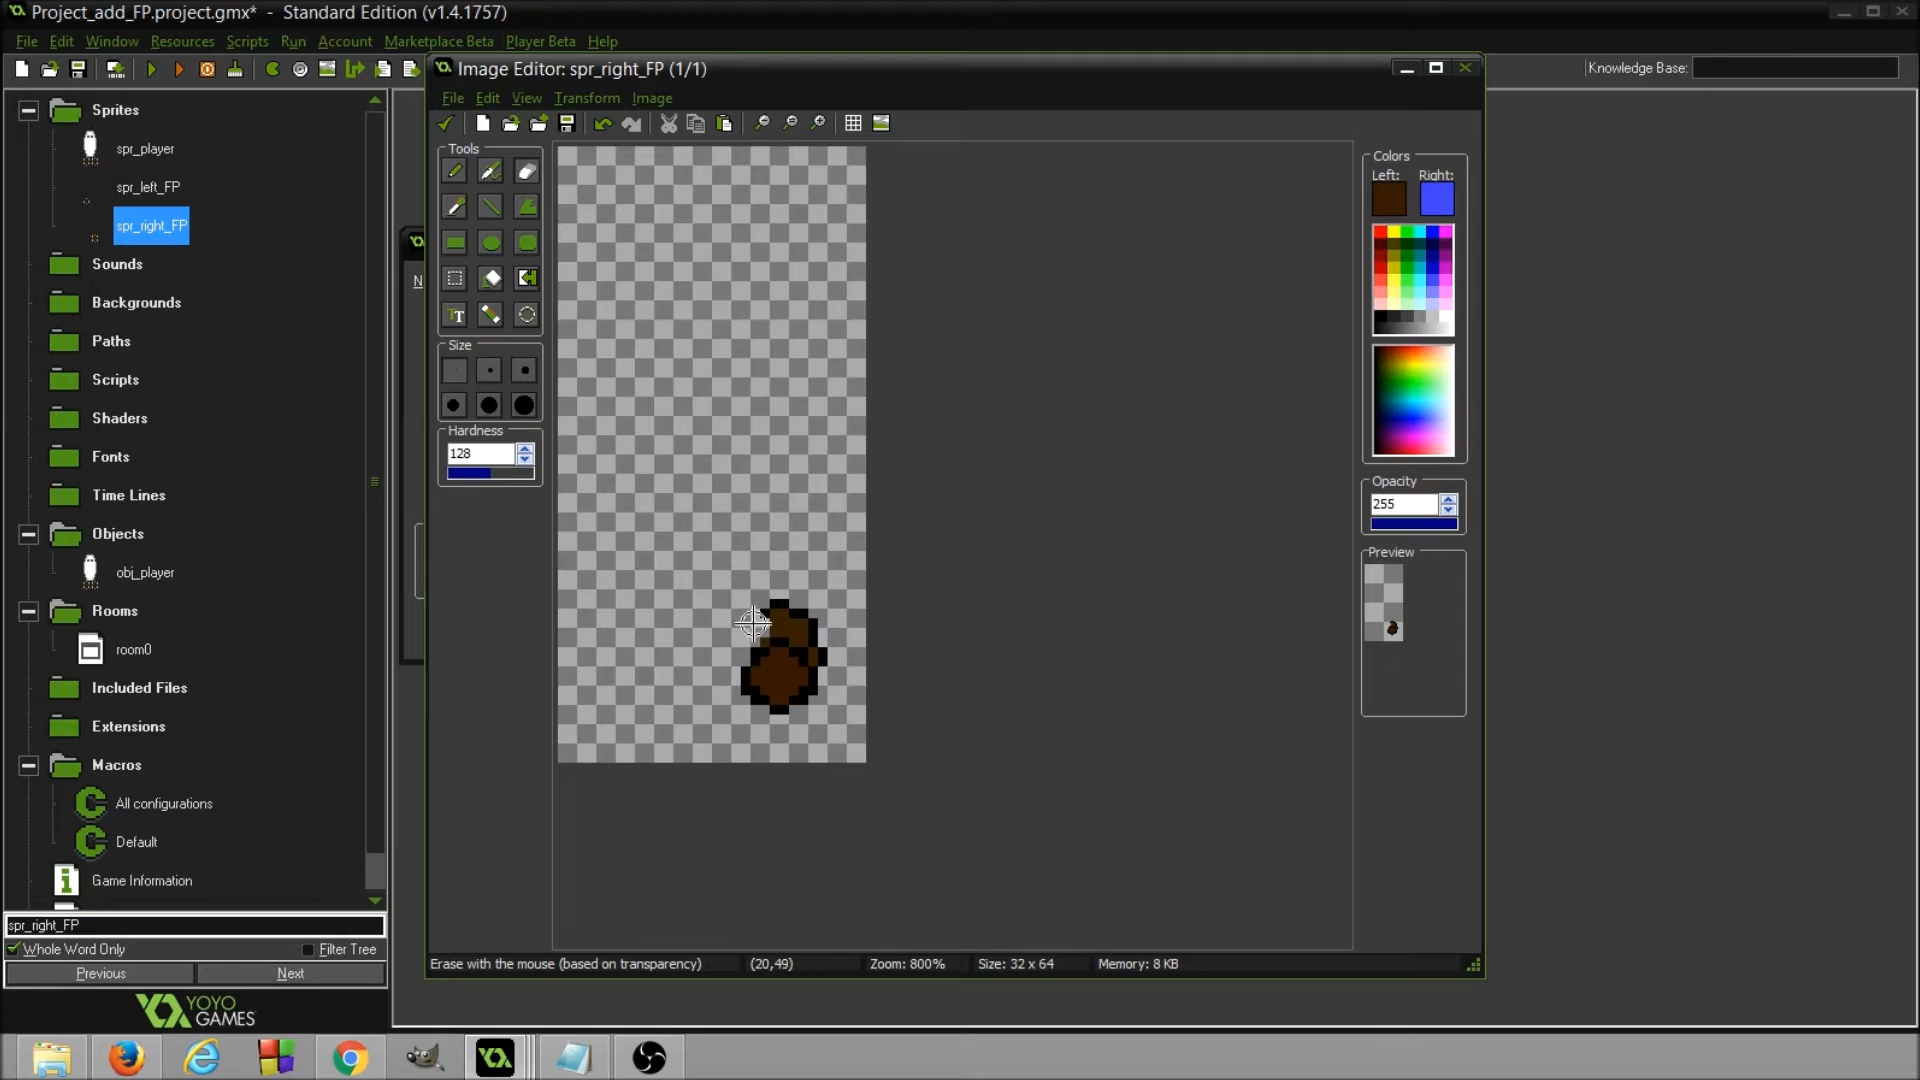 Project_add_FP.project.gmx* - Standard Edition (v1.4.1757)
File Edit Window Resources Scripts Run Account Marketplace Beta Player Beta Help
Knowledge Base:
Sprites
spr_player
spr_left_FP
spr_right_FP
Sounds
Backgrounds
Paths
Scripts
Shaders
Fonts
Time Lines
Objects
obj_player
Rooms
room0
Included Files
Extensions
Macros
All configurations
Default
Game Information
spr_right_FP
Whole Word Only Filter Tree
Previous Next
YOYO
GAMES
N
Image Editor: spr_right_FP (1/1)
File Edit View Transform Image
Tools
TT
Size
Hardness
128
Colors
Left: Right:
Opacity
255
Preview
Erase with the mouse (based on transparency) (20,49) Zoom: 800% Size: 32 x 64 Memory: 8 KB